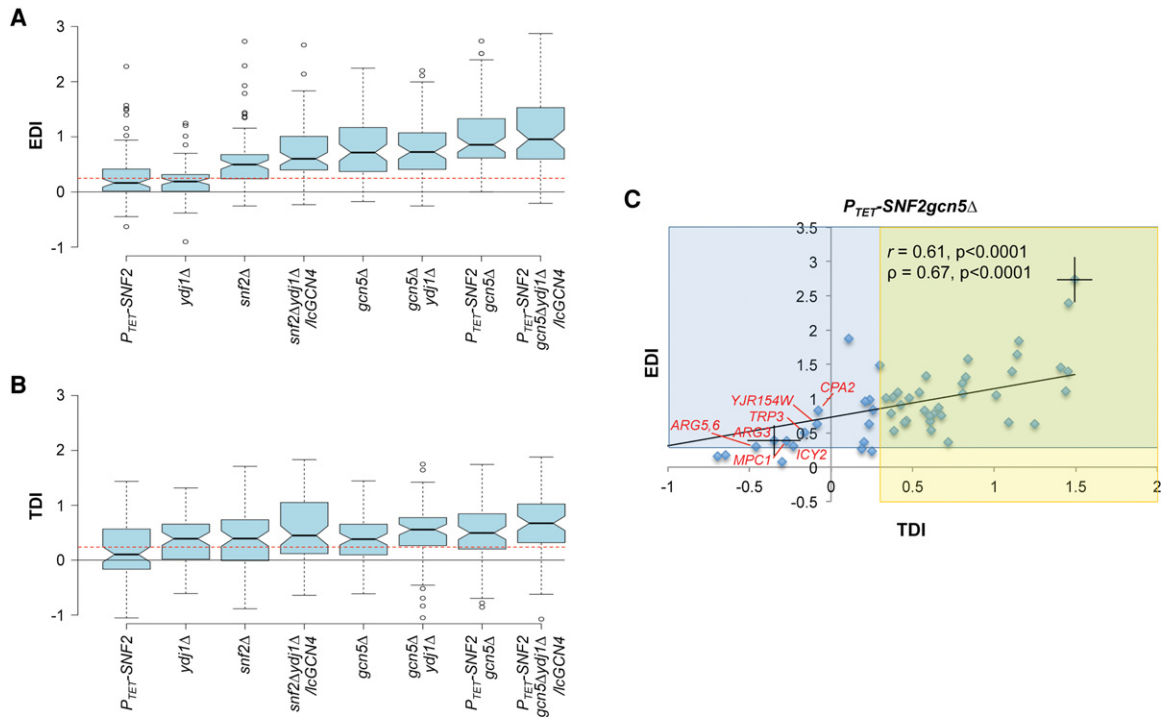 A
EDI
3
2
1
0
-1
P_TET-SNF2
ydj1Δ
snf2Δ
snf2Δydj1Δ
/lcGCN4
gcn5Δ
gcn5Δ
ydj1Δ
P_TET-SNF2
gcn5Δ
P_TET-SNF2
gcn5Δydj1Δ
/lcGCN4
B
TDI
3
2
1
0
-1
P_TET-SNF2
ydj1Δ
snf2Δ
snf2Δydj1Δ
/lcGCN4
gcn5Δ
gcn5Δ
ydj1Δ
P_TET-SNF2
gcn5Δ
P_TET-SNF2
gcn5Δydj1Δ
/lcGCN4
C
P_TET-SNF2gcn5Δ
EDI
3.5
3
2.5
2
1.5
1
0.5
0
-0.5
r = 0.61, p<0.0001
ρ = 0.67, p<0.0001
CPA2
YJR154W
TRP3
ARG5,6
ARG3
MPC1
ICY2
-1
-0.5
0
0.5
1
1.5
2
TDI